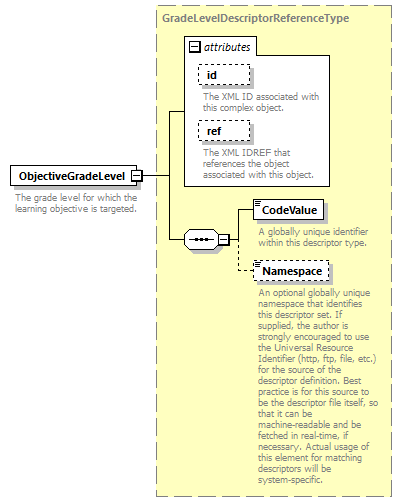 GradeLevelDescriptorReferenceType
attributes
id
The XML ID associated with
this complex object.
ref
The XML IDREF that
references the object
associated with this object.
ObjectiveGradeLevel
The grade level for which the
learning objective is targeted.
CodeValue
A globally unique identifier
within this descriptor type.
Namespace
An optional globally unique
namespace that identifies
this descriptor set. If
supplied, the author is
strongly encouraged to use
the Universal Resource
Identifier (http, ftp, file, etc.)
for the source of the
descriptor definition. Best
practice is for this source to
be the descriptor file itself, so
that it can be
machine-readable and be
fetched in real-time, if
necessary. Actual usage of
this element for matching
descriptors will be
system-specific.